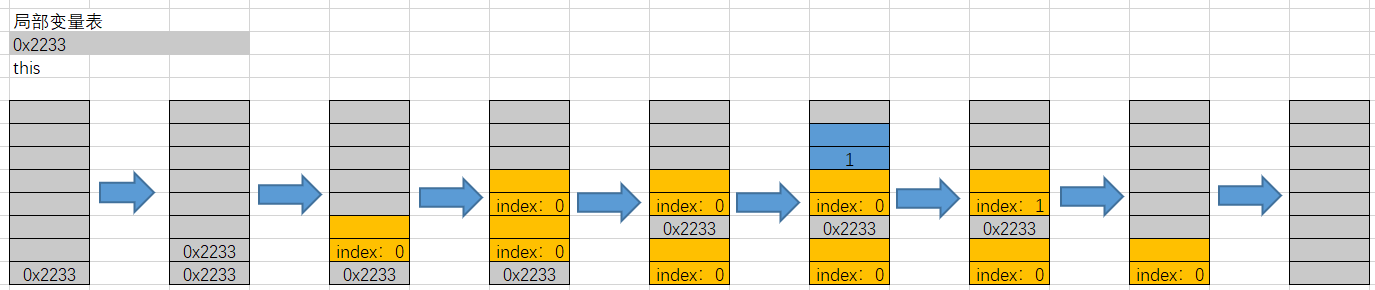 局部变量表
0x2233
this
1
index：0 index：0 index：0 index：1
0x2233 0x2233 0x2233
0x2233 index：0 index：0
0x2233 0x2233 0x2233 0x2233 index：0 index：0 index：0 index：0